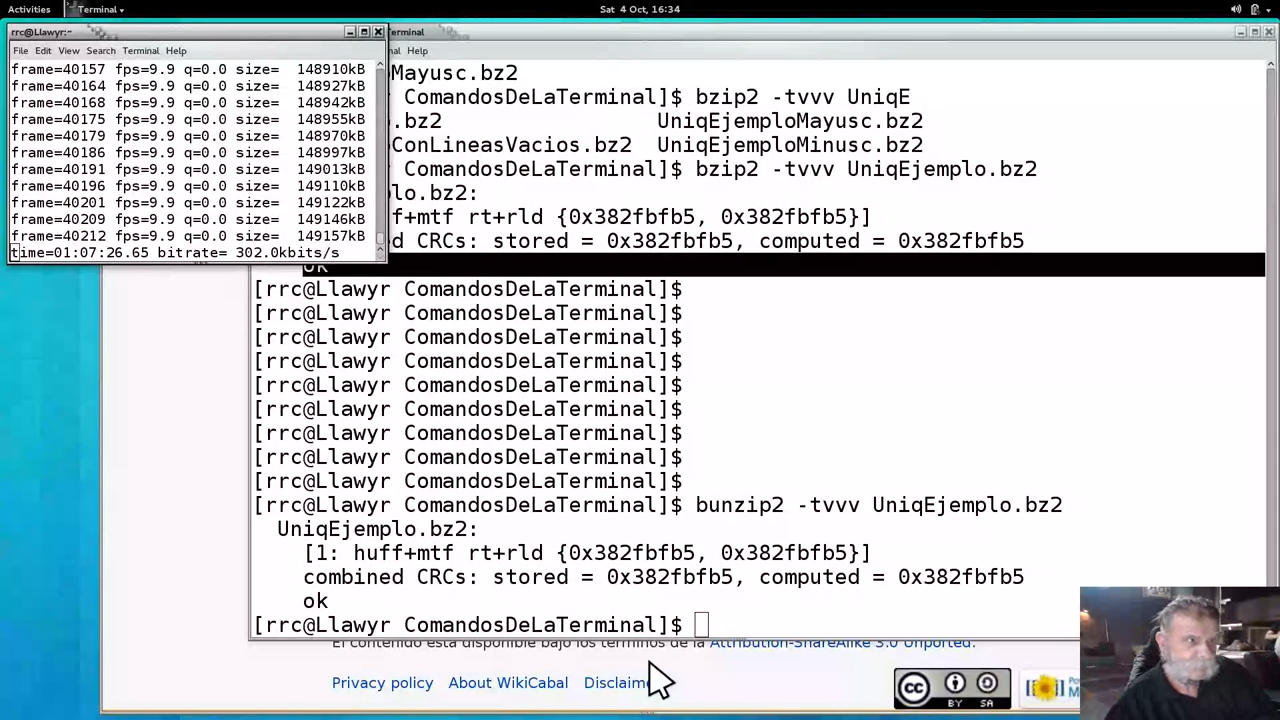 Activities Terminal Sat 4 Oct, 16:34
rrc@Llawyr:~
File Edit View Search Terminal Help
frame=40157 fps=9.9 q=0.0 size= 148910kB
frame=40164 fps=9.9 q=0.0 size= 148927kB
frame=40168 fps=9.9 q=0.0 size= 148942kB
frame=40175 fps=9.9 q=0.0 size= 148955kB
frame=40179 fps=9.9 q=0.0 size= 148970kB
frame=40186 fps=9.9 q=0.0 size= 148997kB
frame=40191 fps=9.9 q=0.0 size= 149013kB
frame=40196 fps=9.9 q=0.0 size= 149110kB
frame=40201 fps=9.9 q=0.0 size= 149122kB
frame=40209 fps=9.9 q=0.0 size= 149146kB
frame=40212 fps=9.9 q=0.0 size= 149157kB
time=01:07:26.65 bitrate= 302.0kbits/s
Terminal
nal Help
oMayusc.bz2
ComandosDeLaTerminal]$ bzip2 -tvvv UniqE
o.bz2 UniqEjemploMayusc.bz2
ConLineasVacios.bz2 UniqEjemploMinusc.bz2
ComandosDeLaTerminal]$ bzip2 -tvvv UniqEjemplo.bz2
lo.bz2:
ff+mtf rt+rld {0x382fbfb5, 0x382fbfb5}]
d CRCs: stored = 0x382fbfb5, computed = 0x382fbfb5
ok
[rrc@Llawyr ComandosDeLaTerminal]$
[rrc@Llawyr ComandosDeLaTerminal]$
[rrc@Llawyr ComandosDeLaTerminal]$
[rrc@Llawyr ComandosDeLaTerminal]$
[rrc@Llawyr ComandosDeLaTerminal]$
[rrc@Llawyr ComandosDeLaTerminal]$
[rrc@Llawyr ComandosDeLaTerminal]$
[rrc@Llawyr ComandosDeLaTerminal]$
[rrc@Llawyr ComandosDeLaTerminal]$
[rrc@Llawyr ComandosDeLaTerminal]$ bunzip2 -tvvv UniqEjemplo.bz2
UniqEjemplo.bz2:
[1: huff+mtf rt+rld {0x382fbfb5, 0x382fbfb5}]
combined CRCs: stored = 0x382fbfb5, computed = 0x382fbfb5
ok
[rrc@Llawyr ComandosDeLaTerminal]$
El contenido está disponible bajo los términos de la Attribution-ShareAlike 3.0 Unported.
Privacy policy About WikiCabal Disclaim
cc BY SA